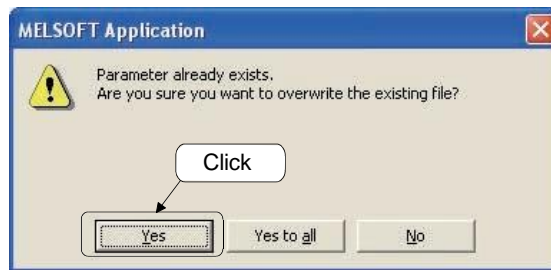 MELSOFT Application
Parameter already exists.
Are you sure you want to overwrite the existing file?
Click
Yes
Yes to all
No